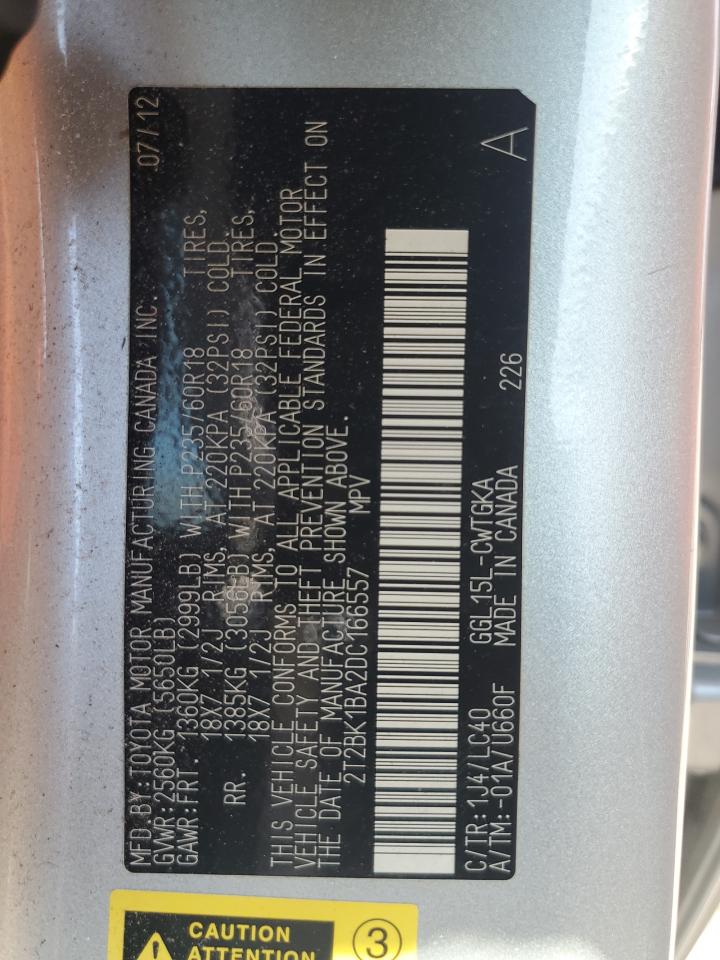 MFD.BY:TOYOTA MOTOR MANUFACTURING CANADA INC. 07/12
GVWR:2560KG (5650LB)
GAWR:FRT. 1360KG (2999LB) WITH P235/60R18 TIRES,
18X7 1/2J RIMS, AT 220KPA (32PSI) COLD.
RR. 1385KG (3056LB) WITH P235/60R18 TIRES,
18X7 1/2J RIMS, AT 220KPA (32PSI) COLD.
THIS VEHICLE CONFORMS TO ALL APPLICABLE FEDERAL MOTOR
VEHICLE SAFETY AND THEFT PREVENTION STANDARDS IN EFFECT ON
THE DATE OF MANUFACTURE SHOWN ABOVE.
2T2BK1BA2DC166557 MPV
A
C/TR:1J4/LC40 GGL15L-CWTGKA 226
A/TM:-01A/U660F MADE IN CANADA
CAUTION
ATTENTION
3